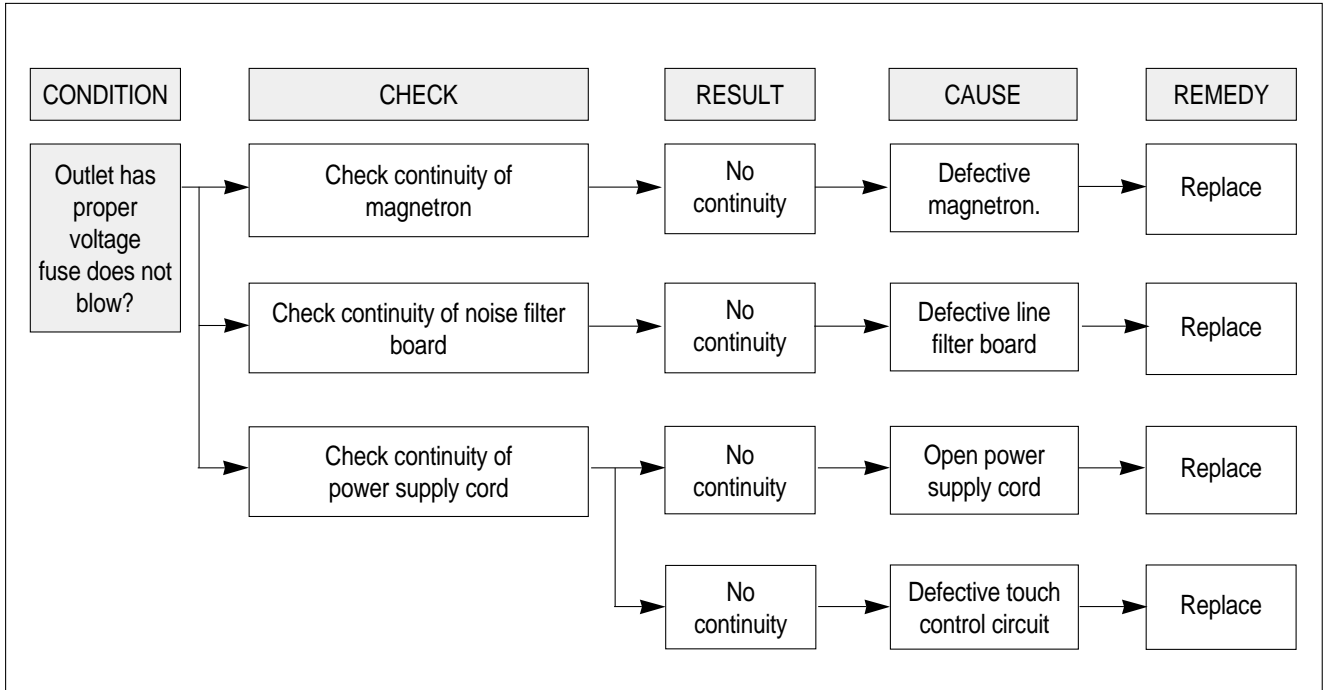 CONDITION
CHECK
RESULT
CAUSE
REMEDY
Outlet has
proper
voltage
fuse does not
blow?
Check continuity of
magnetron
No
continuity
Defective
magnetron.
Replace
Check continuity of noise filter
board
No
continuity
Defective line
filter board
Replace
Check continuity of
power supply cord
No
continuity
Open power
supply cord
Replace
No
continuity
Defective touch
control circuit
Replace